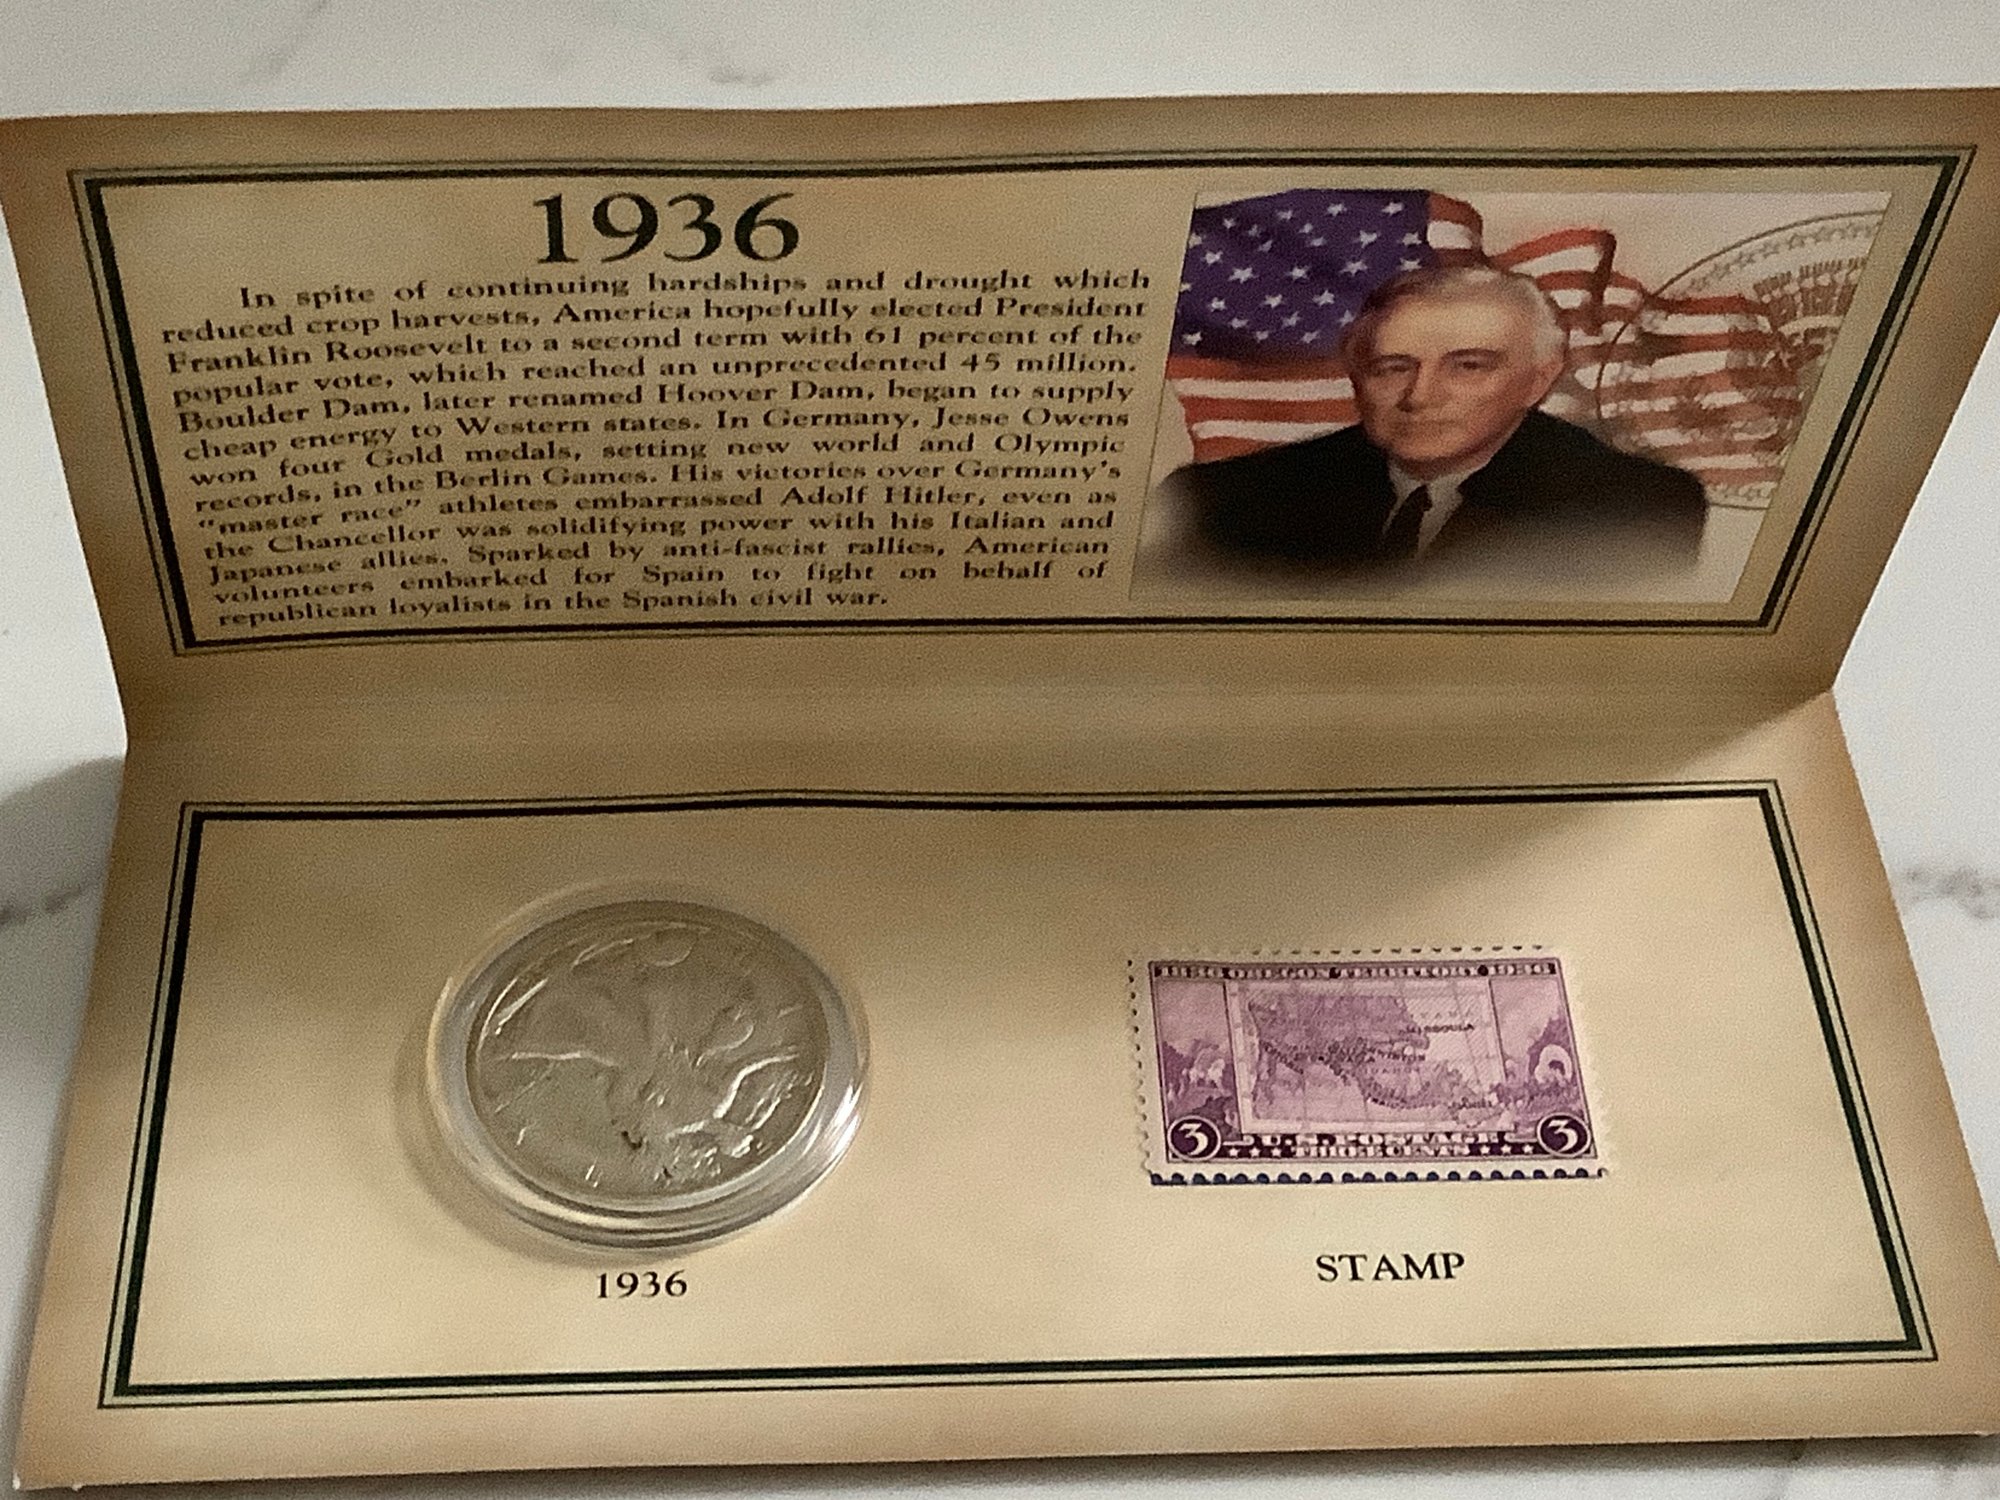 1936
In spite of continuing hardships and drought which
reduced crop harvests, America hopefully elected President
Franklin Roosevelt to a second term with 61 percent of the
popular vote, which reached an unprecedented 45 million.
Boulder Dam, later renamed Hoover Dam, began to supply
cheap energy to Western states. In Germany, Jesse Owens
won four Gold medals, setting new world and Olympic
records, in the Berlin Games. His victories over Germany's
"master race" athletes embarrassed Adolf Hitler, even as
the Chancellor was solidifying power with his Italian and
Japanese allies. Sparked by anti-fascist rallies, American
volunteers embarked for Spain to fight on behalf of
republican loyalists in the Spanish civil war.
1836 OREGON TERRITORY 1936
MISSOULA
3 U.S. POSTAGE 3
THREE CENTS
1936
STAMP